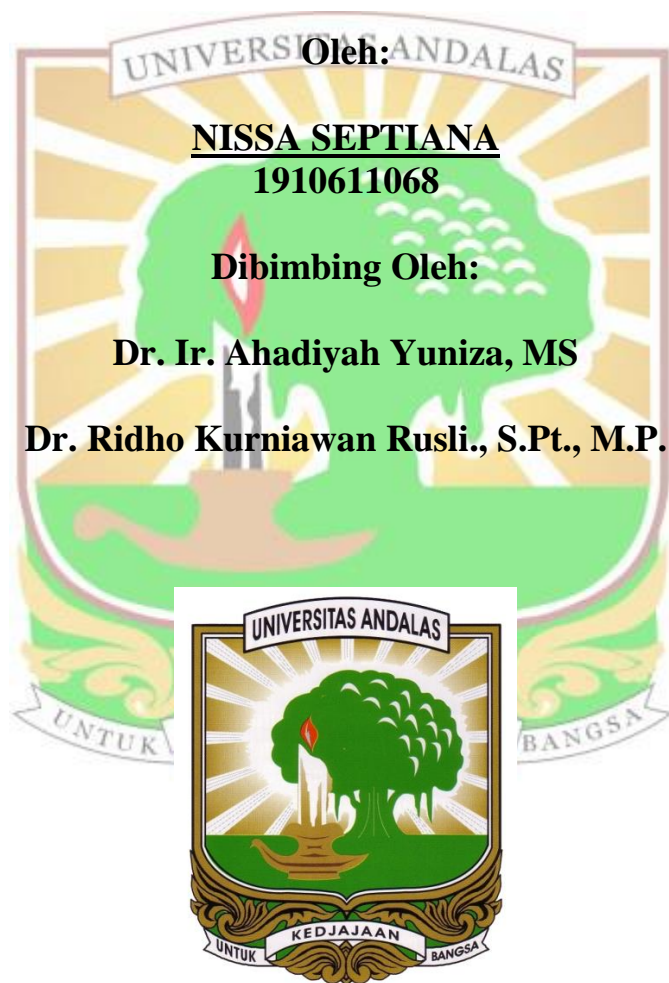 UNIVERSITAS ANDALAS
Oleh:
NISSA SEPTIANA
1910611068
Dibimbing Oleh:
Dr. Ir. Ahadiyah Yuniza, MS
Dr. Ridho Kurniawan Rusli., S.Pt., M.P.
UNTUK BANGSA
UNIVERSITAS ANDALAS
KEDJAJAAN
UNTUK BANGSA